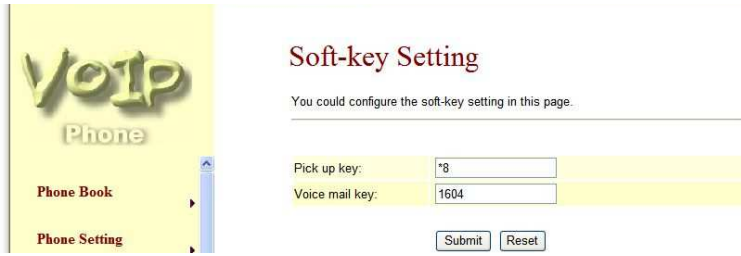 VoIP
Phone
Phone Book
Phone Setting
Soft-key Setting
You could configure the soft-key setting in this page.
Pick up key: *8
Voice mail key: 1604
Submit Reset